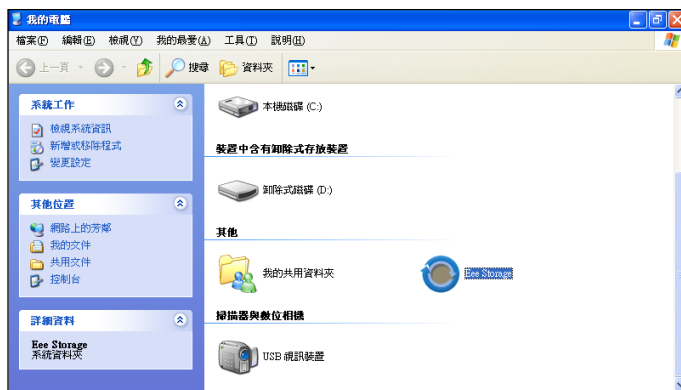 我的電腦
檔案(F) 編輯(E) 檢視(V) 我的最愛(A) 工具(T) 說明(H)
上一頁 搜尋 資料夾
系統工作
檢視系統資訊
新增或移除程式
變更設定
其他位置
網路上的芳鄰
我的文件
共用文件
控制台
詳細資料
Eee Storage
系統資料夾
本機磁碟 (C:)
裝置中含有卸除式存放裝置
卸除式磁碟 (D:)
其他
我的共用資料夾 Eee Storage
掃描器與數位相機
USB 視訊裝置